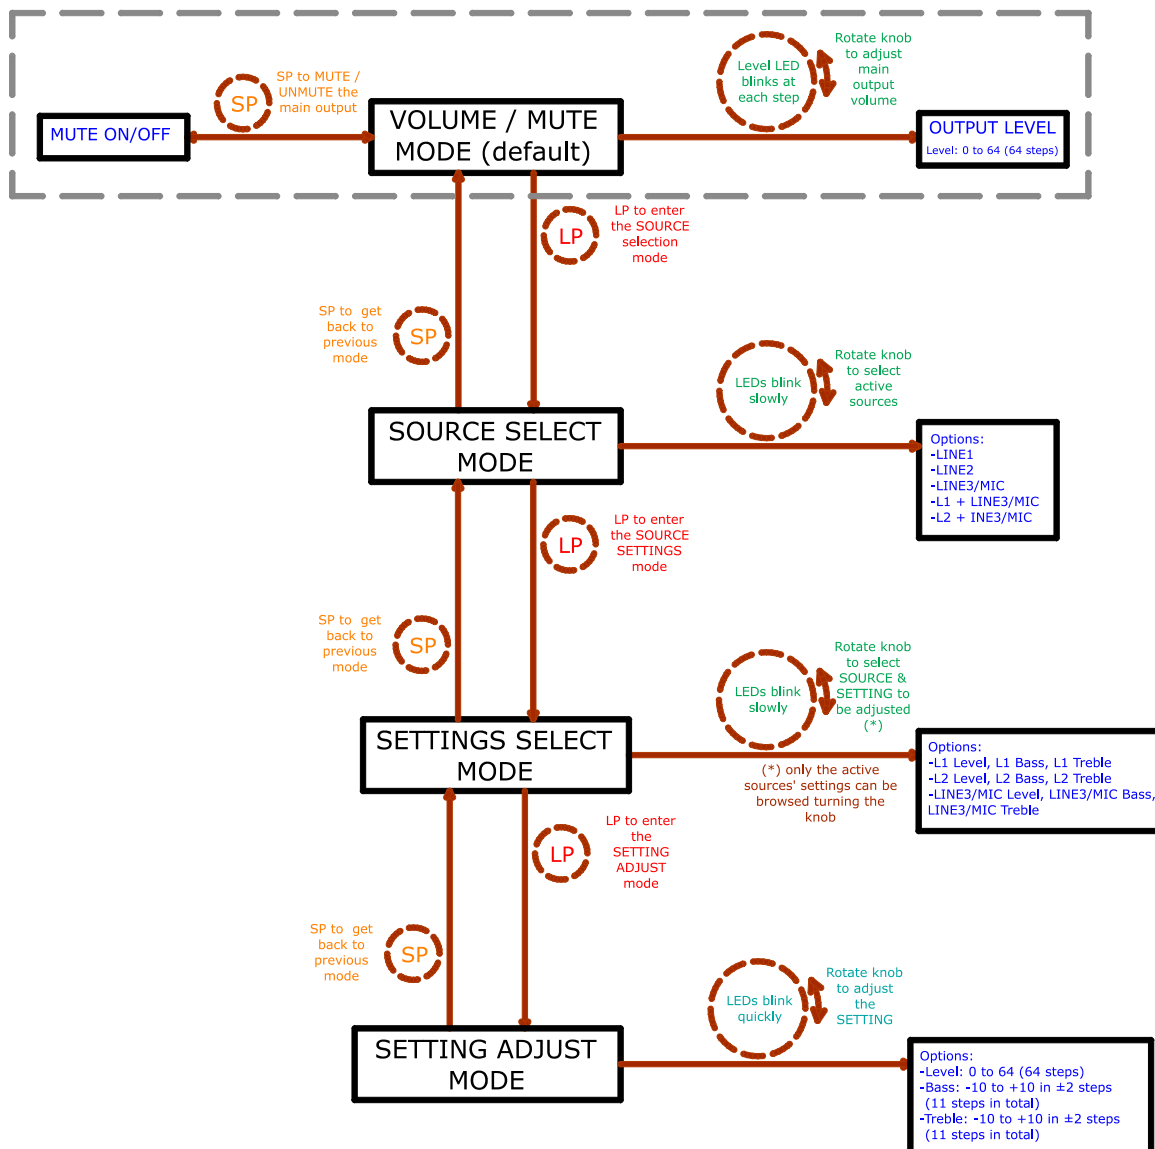 SP to MUTE /
UNMUTE the
main output
SP
MUTE ON/OFF
VOLUME / MUTE
MODE (default)
Level LED
blinks at
each step
Rotate knob
to adjust
main
output
volume
OUTPUT LEVEL
Level: 0 to 64 (64 steps)
LP
LP to enter
the SOURCE
selection
mode
SP to  get
back to
previous
mode
SP
SOURCE SELECT
MODE
LEDs blink
slowly
Rotate knob
to select
active
sources
Options:
-LINE1
-LINE2
-LINE3/MIC
-L1 + LINE3/MIC
-L2 + INE3/MIC
LP
LP to enter
the SOURCE
SETTINGS
mode
SP to  get
back to
previous
mode
SP
SETTINGS SELECT
MODE
LEDs blink
slowly
Rotate knob
to select
SOURCE &
SETTING to
be adjusted
(*)
(*) only the active
sources' settings can be
browsed turning the
knob
Options:
-L1 Level, L1 Bass, L1 Treble
-L2 Level, L2 Bass, L2 Treble
-LINE3/MIC Level, LINE3/MIC Bass,
LINE3/MIC Treble
LP
LP to enter
the
SETTING
ADJUST
mode
SP to  get
back to
previous
mode
SP
SETTING ADJUST
MODE
LEDs blink
quickly
Rotate knob
to adjust
the
SETTING
Options:
-Level: 0 to 64 (64 steps)
-Bass: -10 to +10 in ±2 steps
(11 steps in total)
-Treble: -10 to +10 in ±2 steps
(11 steps in total)